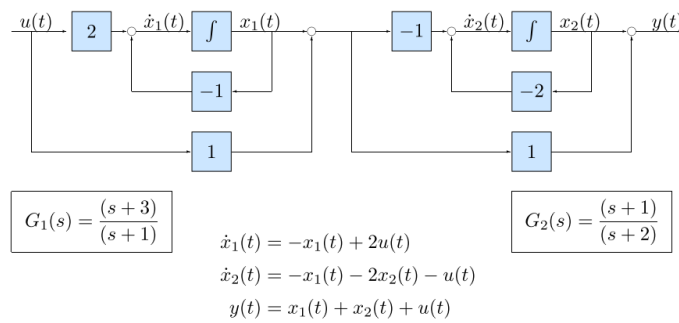 u(t) 2 ẋ₁(t) ∫ x₁(t) −1 ẋ₂(t) ∫ x₂(t) y(t)
−1 −2
1 1
G₁(s) = (s + 3)/(s + 1) G₂(s) = (s + 1)/(s + 2)
ẋ₁(t) = −x₁(t) + 2u(t)
ẋ₂(t) = −x₁(t) − 2x₂(t) − u(t)
y(t) = x₁(t) + x₂(t) + u(t)